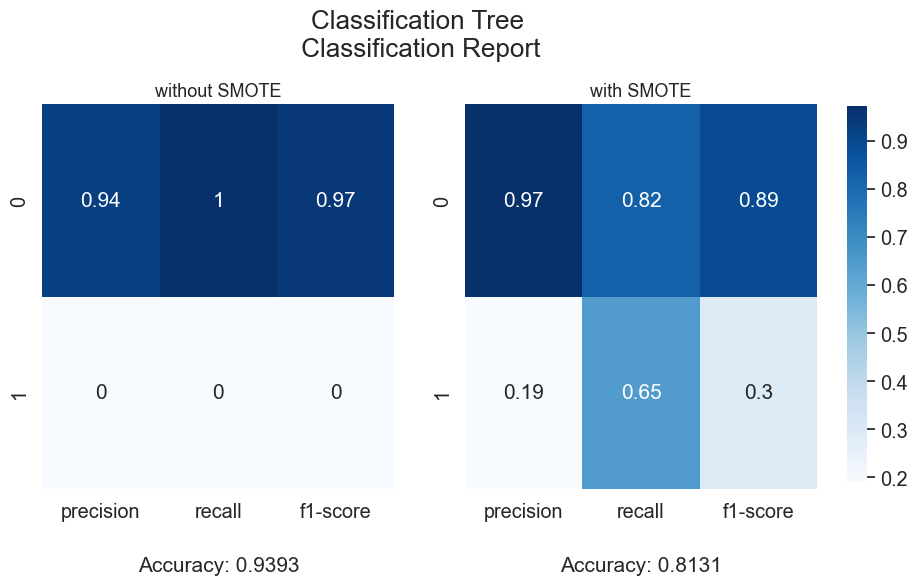 Classification Tree
Classification Report
without SMOTE
0
0.94 1 0.97
1
0 0 0
precision recall f1-score
Accuracy: 0.9393
with SMOTE
0
0.97 0.82 0.89
1
0.19 0.65 0.3
precision recall f1-score
Accuracy: 0.8131
0.9
0.8
0.7
0.6
0.5
0.4
0.3
0.2